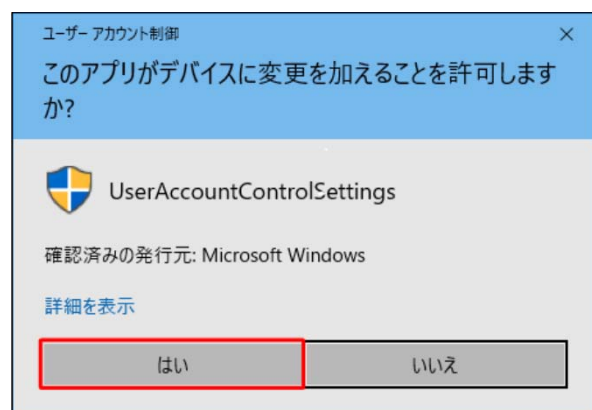 ユーザー アカウント制御
このアプリがデバイスに変更を加えることを許可します
か?
UserAccountControlSettings
確認済みの発行元: Microsoft Windows
詳細を表示
はい
いいえ